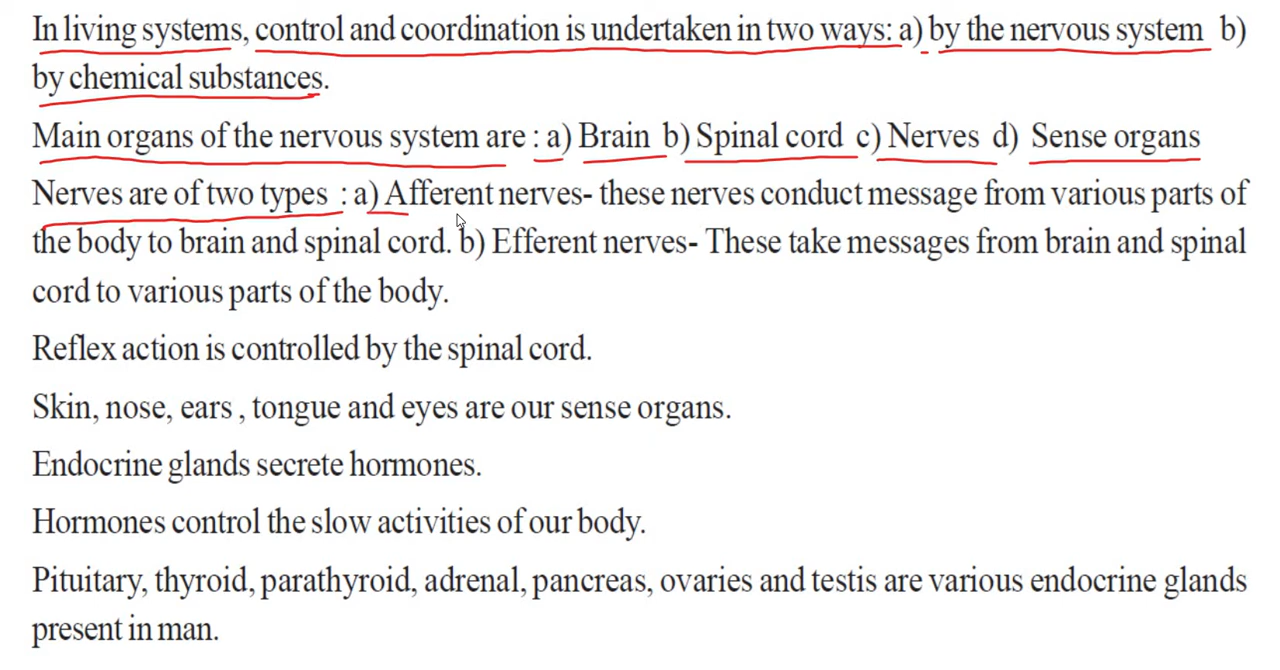 In living systems, control and coordination is undertaken in two ways: a) by the nervous system b)
by chemical substances.
Main organs of the nervous system are : a) Brain b) Spinal cord c) Nerves d) Sense organs
Nerves are of two types : a) Afferent nerves- these nerves conduct message from various parts of
the body to brain and spinal cord. b) Efferent nerves- These take messages from brain and spinal
cord to various parts of the body.
Reflex action is controlled by the spinal cord.
Skin, nose, ears , tongue and eyes are our sense organs.
Endocrine glands secrete hormones.
Hormones control the slow activities of our body.
Pituitary, thyroid, parathyroid, adrenal, pancreas, ovaries and testis are various endocrine glands
present in man.